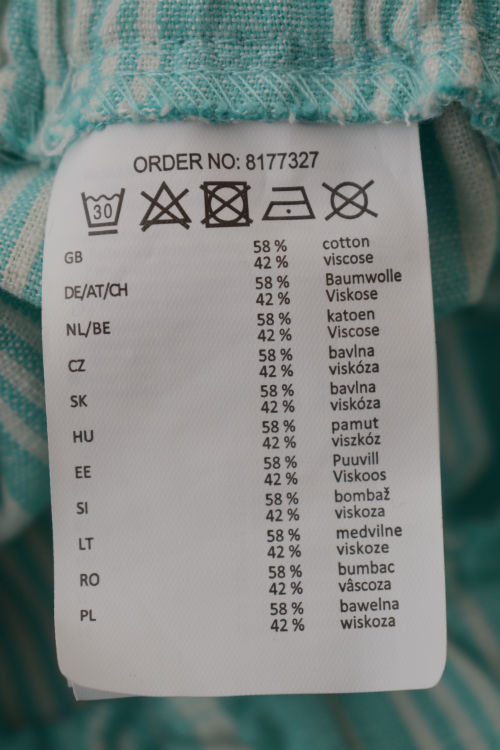 ORDER NO: 8177327
30
GB 58 % cotton
42 % viscose
DE/AT/CH 58 % Baumwolle
42 % Viskose
NL/BE 58 % katoen
42 % Viscose
CZ 58 % bavlna
42 % viskóza
SK 58 % bavlna
42 % viskóza
HU 58 % pamut
42 % viszkóz
EE 58 % Puuvill
42 % Viskoos
SI 58 % bombaž
42 % viskoza
LT 58 % medvilne
42 % viskoze
RO 58 % bumbac
42 % vâscoza
PL 58 % bawelna
42 % wiskoza